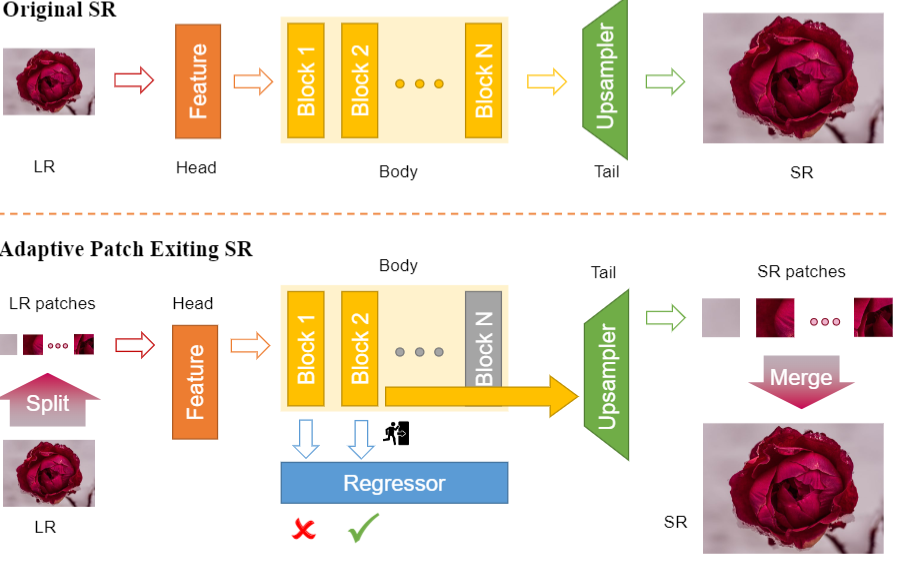 Original SR
Feature
Block 1
Block 2
Block N
Upsampler
LR
Head
Body
Tail
SR
Adaptive Patch Exiting SR
Body
Tail
SR patches
LR patches
Head
Feature
Block 1
Block 2
Block N
Upsampler
Merge
Split
Regressor
LR
SR